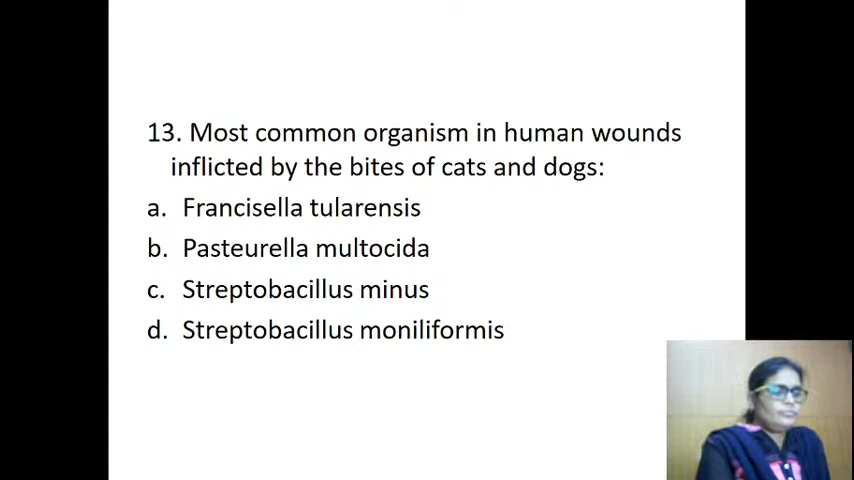 13. Most common organism in human wounds
inflicted by the bites of cats and dogs:
a. Francisella tularensis
b. Pasteurella multocida
c. Streptobacillus minus
d. Streptobacillus moniliformis